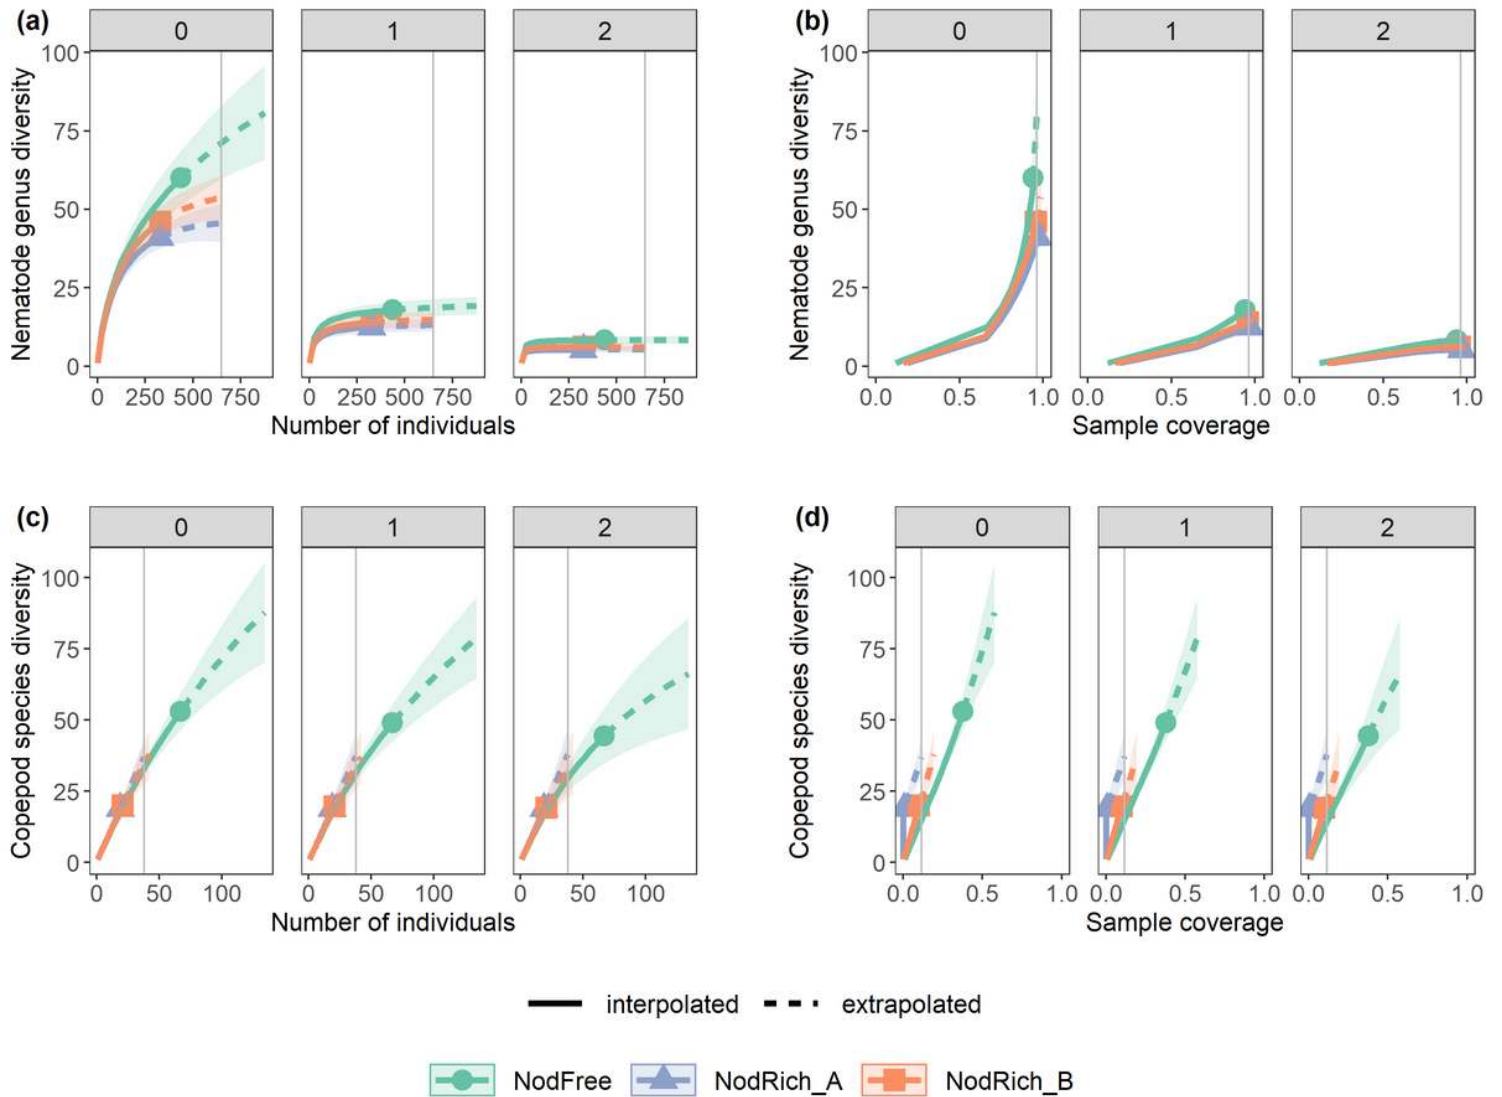 (a) 0 1 2
Nematode genus diversity
100
75
50
25
0
0 250 500 750 0 250 500 750 0 250 500 750
Number of individuals
(b) 0 1 2
Nematode genus diversity
100
75
50
25
0
0.0 0.5 1.0 0.0 0.5 1.0 0.0 0.5 1.0
Sample coverage
(c) 0 1 2
Copepod species diversity
100
75
50
25
0
0 50 100 0 50 100 0 50 100
Number of individuals
(d) 0 1 2
Copepod species diversity
100
75
50
25
0
0.0 0.5 1.0 0.0 0.5 1.0 0.0 0.5 1.0
Sample coverage
interpolated extrapolated
NodFree NodRich_A NodRich_B